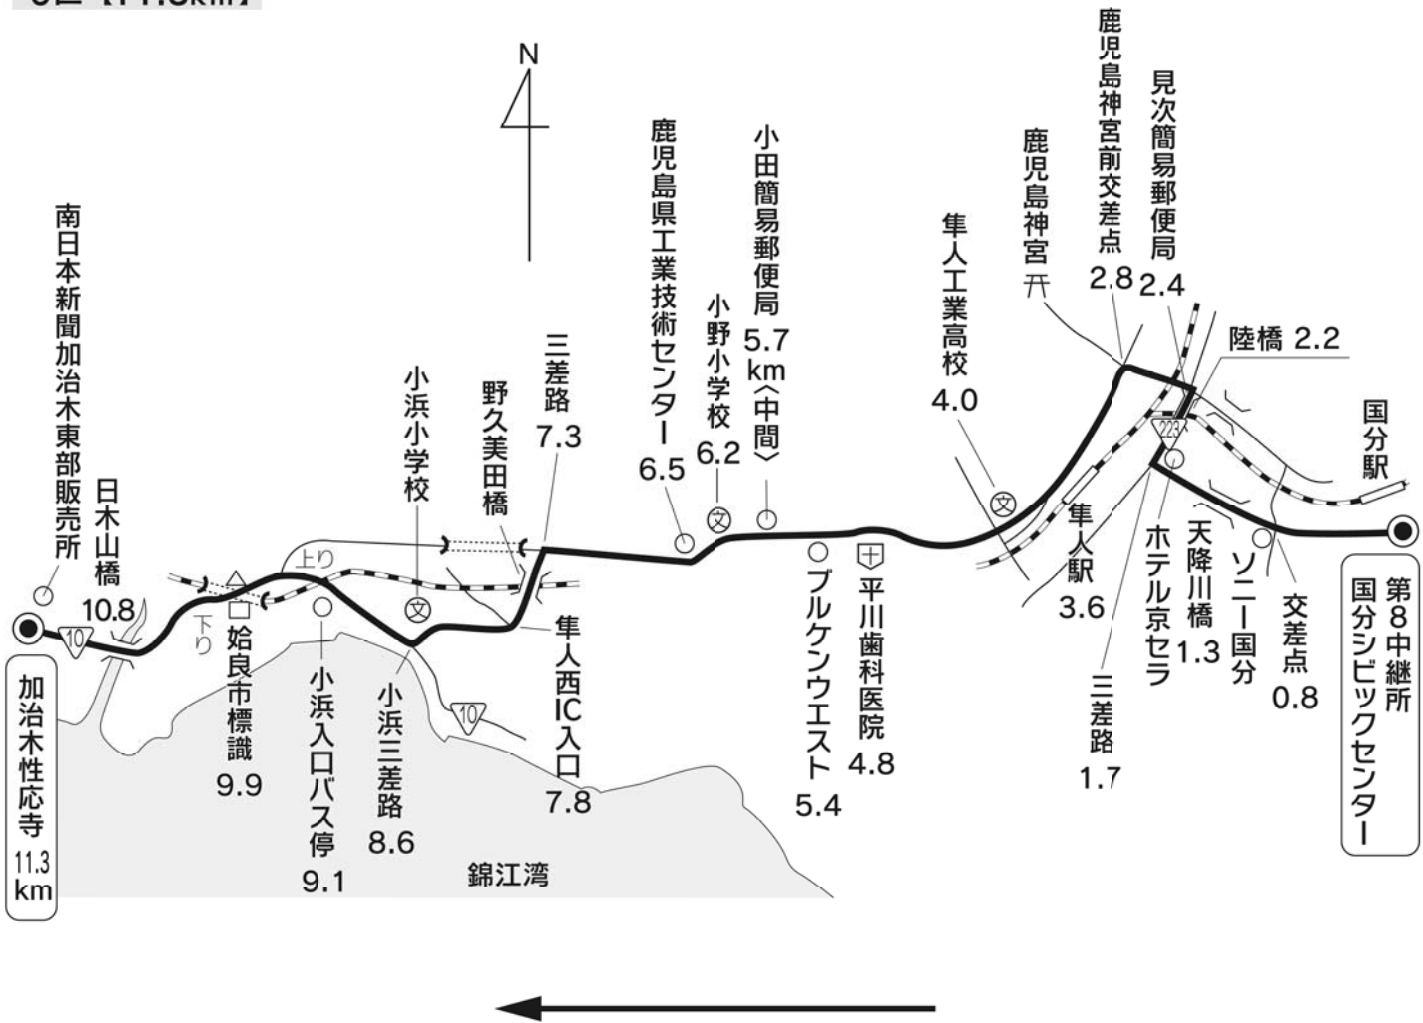 N
鹿児島神宮前交差点
2.8
見次簡易郵便局
2.4
陸橋 2.2
国分駅
第8中継所
国分シビックセンター
交差点
0.8
ソニー国分
天降川橋
1.3
ホテル京セラ
三差路
1.7
223
隼人駅
3.6
鹿児島神宮
隼人工業高校
4.0
文
平川歯科医院
4.8
ブルケンウエスト
5.4
小田簡易郵便局
5.7
km
〈中間〉
小野小学校
6.2
文
鹿児島県工業技術センター
6.5
三差路
7.3
隼人西IC入口
7.8
野久美田橋
小浜小学校
文
小浜三差路
8.6
10
小浜入口バス停
9.1
上り
下り
姶良市標識
9.9
日木山橋
10.8
南日本新聞加治木東部販売所
10
加治木性応寺
11.3
km
錦江湾